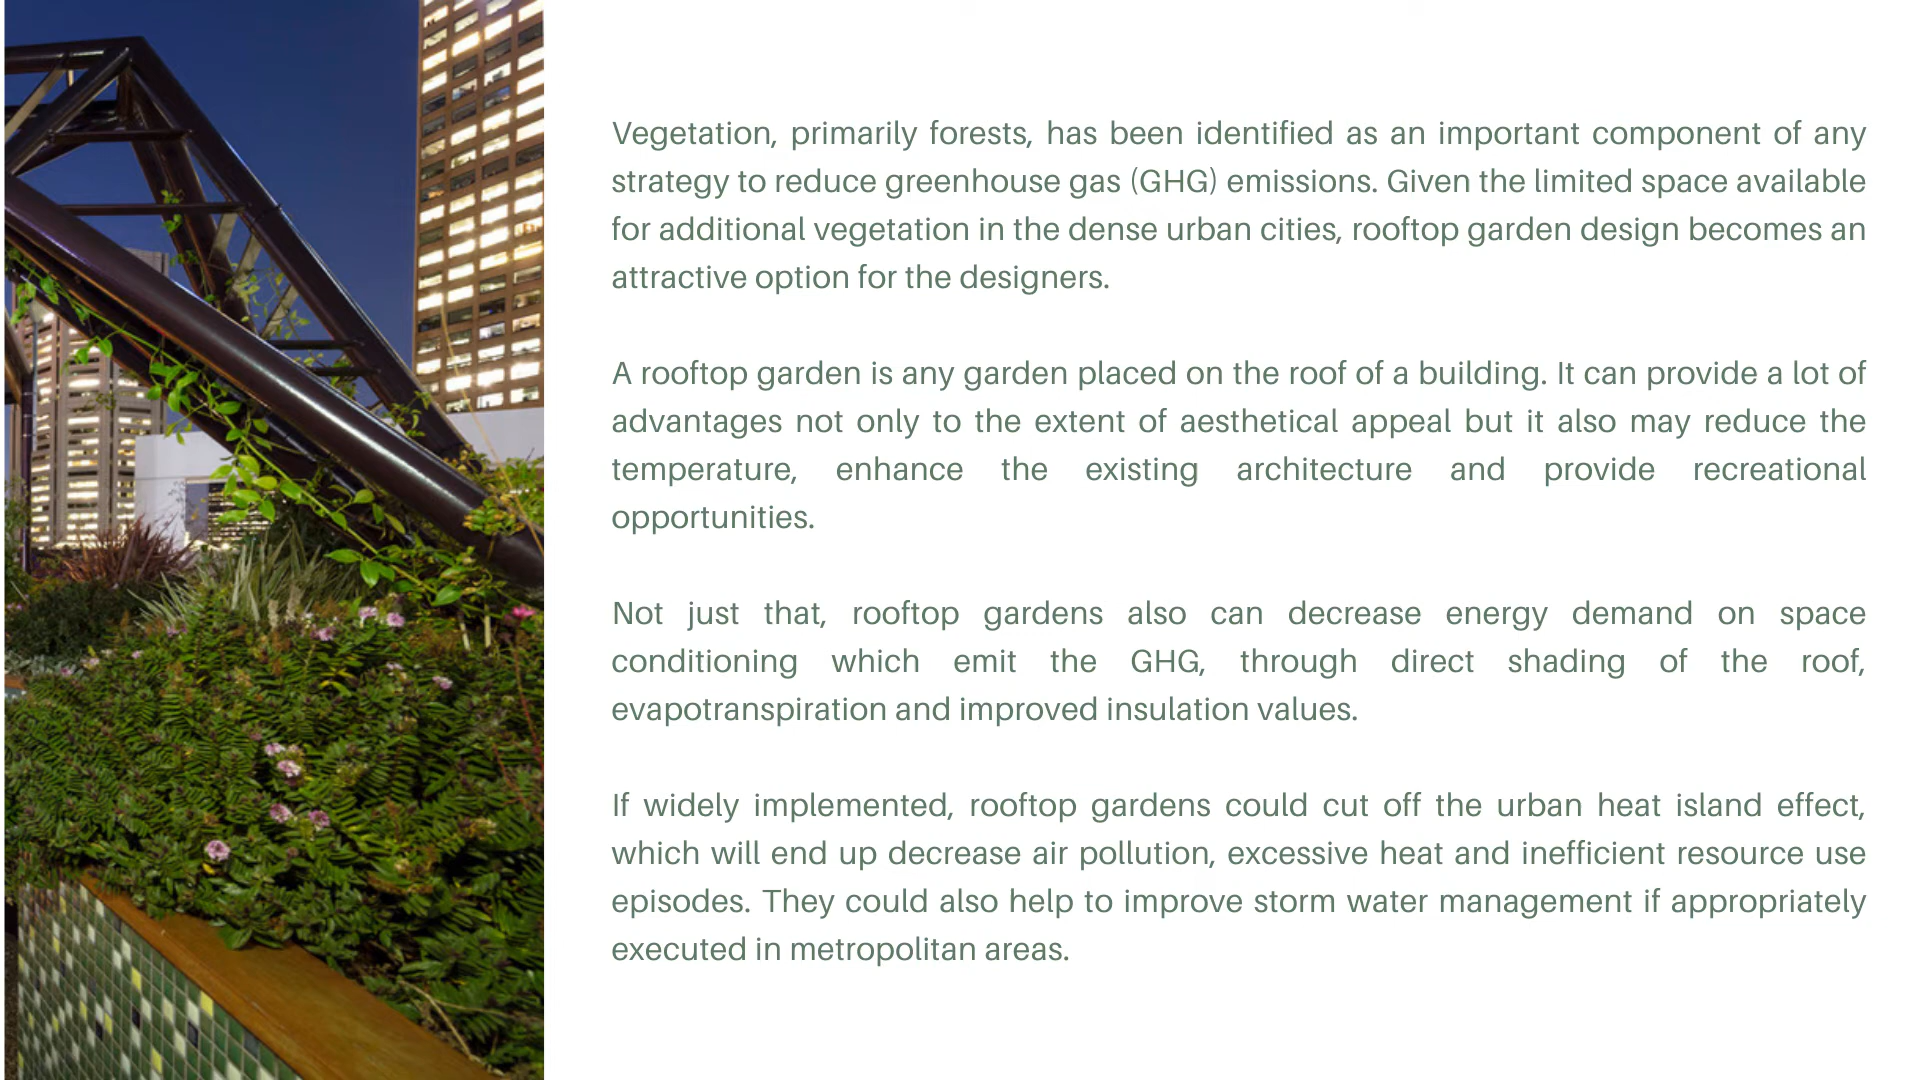 Vegetation, primarily forests, has been identified as an important component of any
strategy to reduce greenhouse gas (GHG) emissions. Given the limited space available
for additional vegetation in the dense urban cities, rooftop garden design becomes an
attractive option for the designers.
A rooftop garden is any garden placed on the roof of a building. It can provide a lot of
advantages not only to the extent of aesthetical appeal but it also may reduce the
temperature, enhance the existing architecture and provide recreational
opportunities.
Not just that, rooftop gardens also can decrease energy demand on space
conditioning which emit the GHG, through direct shading of the roof,
evapotranspiration and improved insulation values.
If widely implemented, rooftop gardens could cut off the urban heat island effect,
which will end up decrease air pollution, excessive heat and inefficient resource use
episodes. They could also help to improve storm water management if appropriately
executed in metropolitan areas.